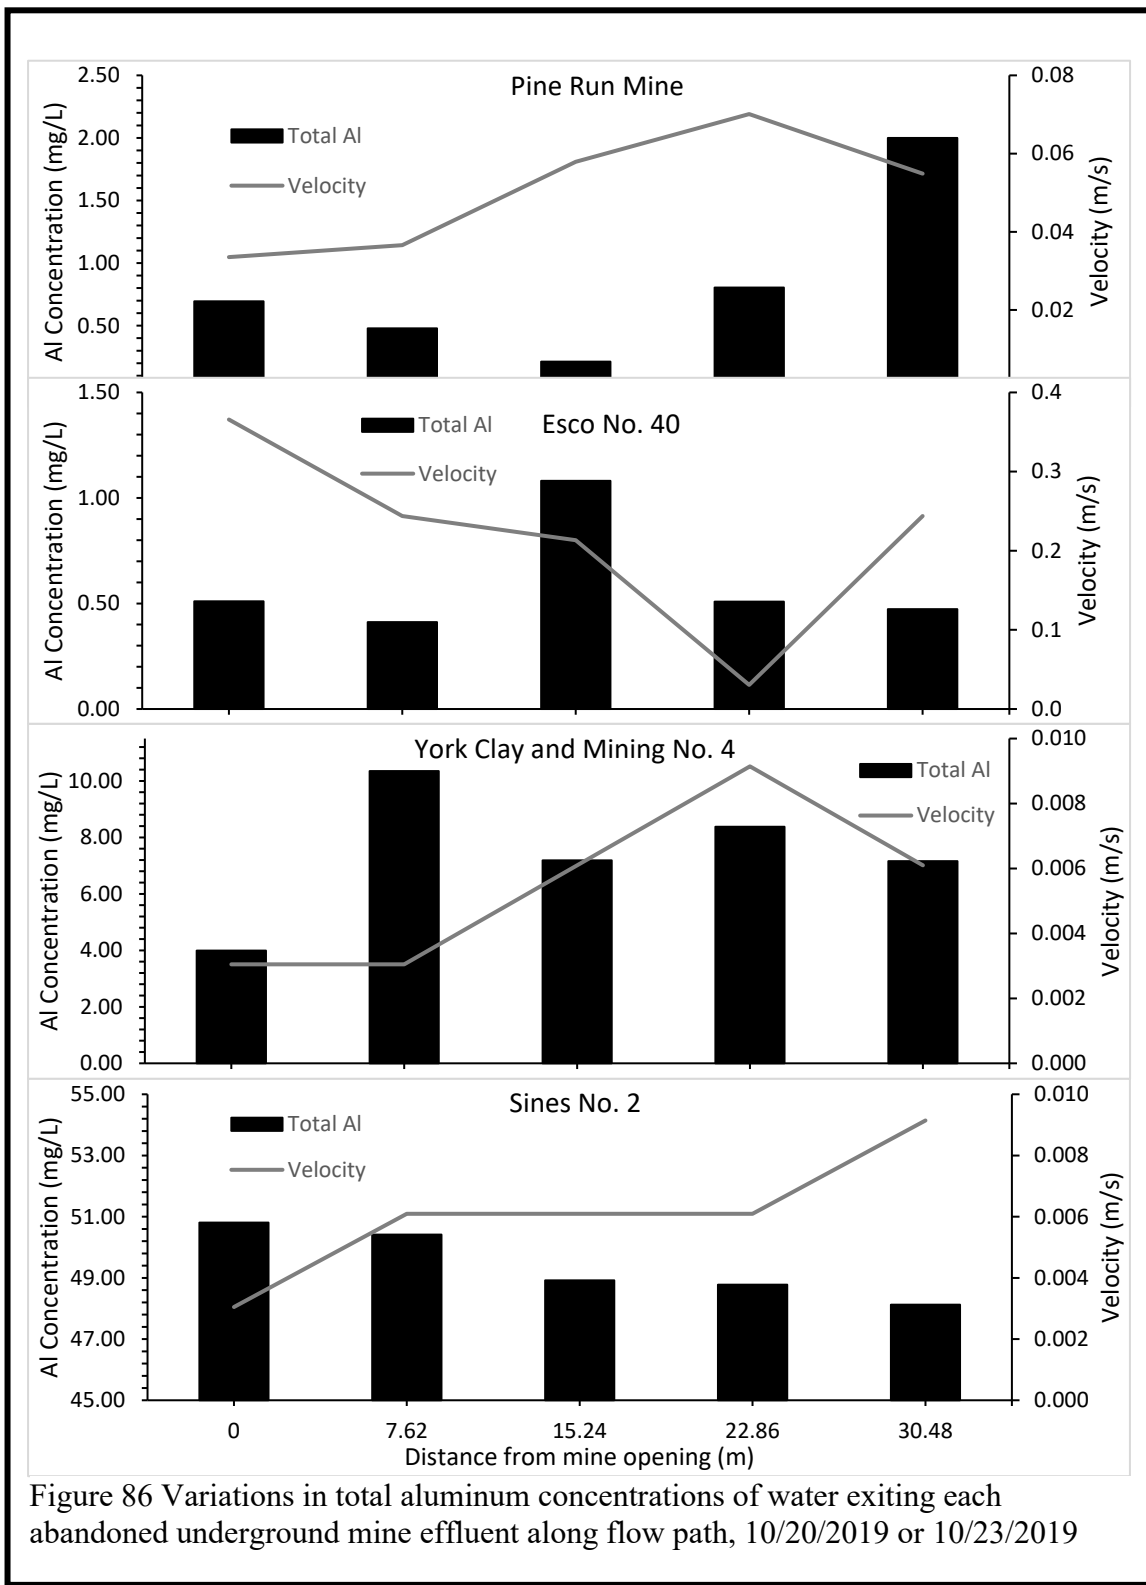 Pine Run Mine
Al Concentration (mg/L)
2.50
2.00
1.50
1.00
0.50
Total Al
Velocity
0.08
0.06
0.04
0.02
Velocity (m/s)
Esco No. 40
Al Concentration (mg/L)
1.50
1.00
0.50
0.00
Total Al
Velocity
0.4
0.3
0.2
0.1
0.0
Velocity (m/s)
York Clay and Mining No. 4
Al Concentration (mg/L)
10.00
8.00
6.00
4.00
2.00
0.00
Total Al
Velocity
0.010
0.008
0.006
0.004
0.002
0.000
Velocity (m/s)
Sines No. 2
Al Concentration (mg/L)
55.00
53.00
51.00
49.00
47.00
45.00
Total Al
Velocity
0.010
0.008
0.006
0.004
0.002
0.000
Velocity (m/s)
0 7.62 15.24 22.86 30.48
Distance from mine opening (m)
Figure 86 Variations in total aluminum concentrations of water exiting each
abandoned underground mine effluent along flow path, 10/20/2019 or 10/23/2019